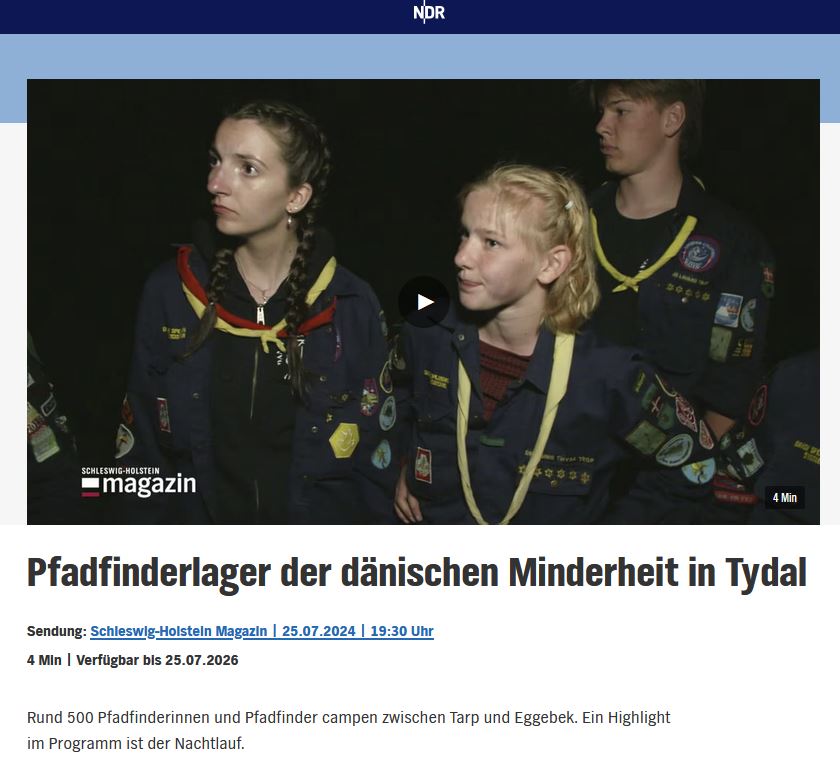 NDR
SCHLESWIG-HOLSTEIN
magazin
4 Min
Pfadfinderlager der dänischen Minderheit in Tydal
Sendung: Schleswig-Holstein Magazin | 25.07.2024 | 19:30 Uhr
4 Min | Verfügbar bis 25.07.2026
Rund 500 Pfadfinderinnen und Pfadfinder campen zwischen Tarp und Eggebek. Ein Highlight
im Programm ist der Nachtlauf.